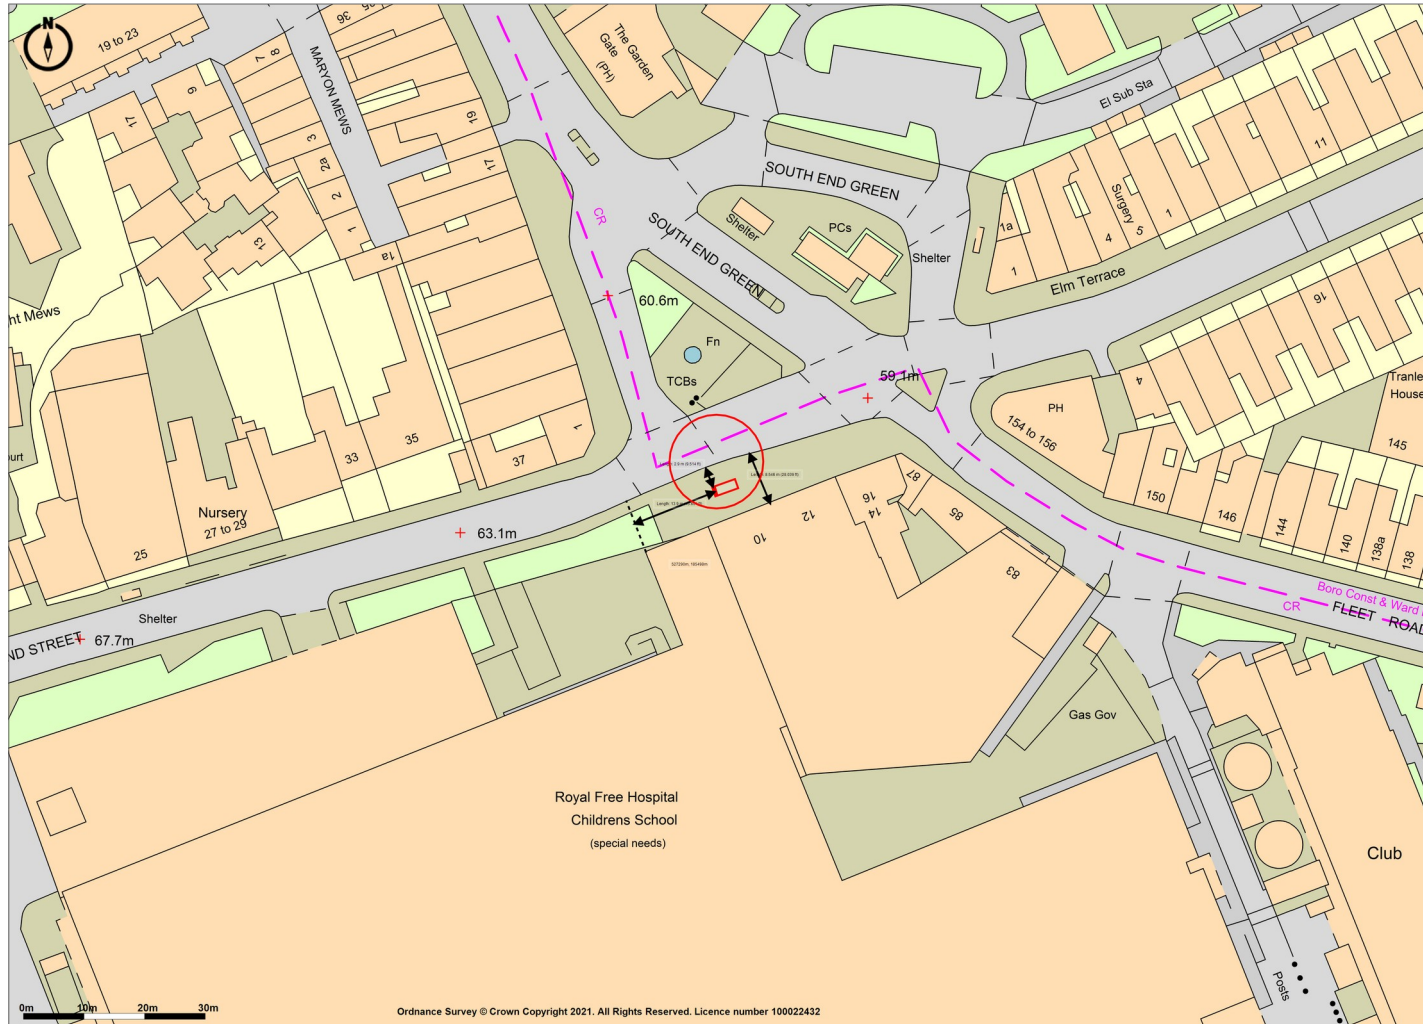 N
19 to 23
MARYON MEWS
36
The Garden
Gate
(PH)
El Sub Sta
17
9
7
8
3
2a
2
1
1a
13
19
17
CR
SOUTH END GREEN
SOUTH END GREEN
Shelter
PCs
Shelter
1a
1
Surgery
4
5
1
11
Elm Terrace
16
ht Mews
60.6m
Fn
TCBs
59.1m
PH
154 to 156
4
Tranle
House
145
150
146
144
140
138a
138
35
33
37
1
Nursery
27 to 29
25
63.1m
Shelter
ND STREET
67.7m
10
12
14
16
87
85
83
Boro Const & Ward
CR
FLEET ROAD
Gas Gov
Royal Free Hospital
Childrens School
(special needs)
Club
Posts
0m 10m 20m 30m
Ordnance Survey © Crown Copyright 2021. All Rights Reserved. Licence number 100022432